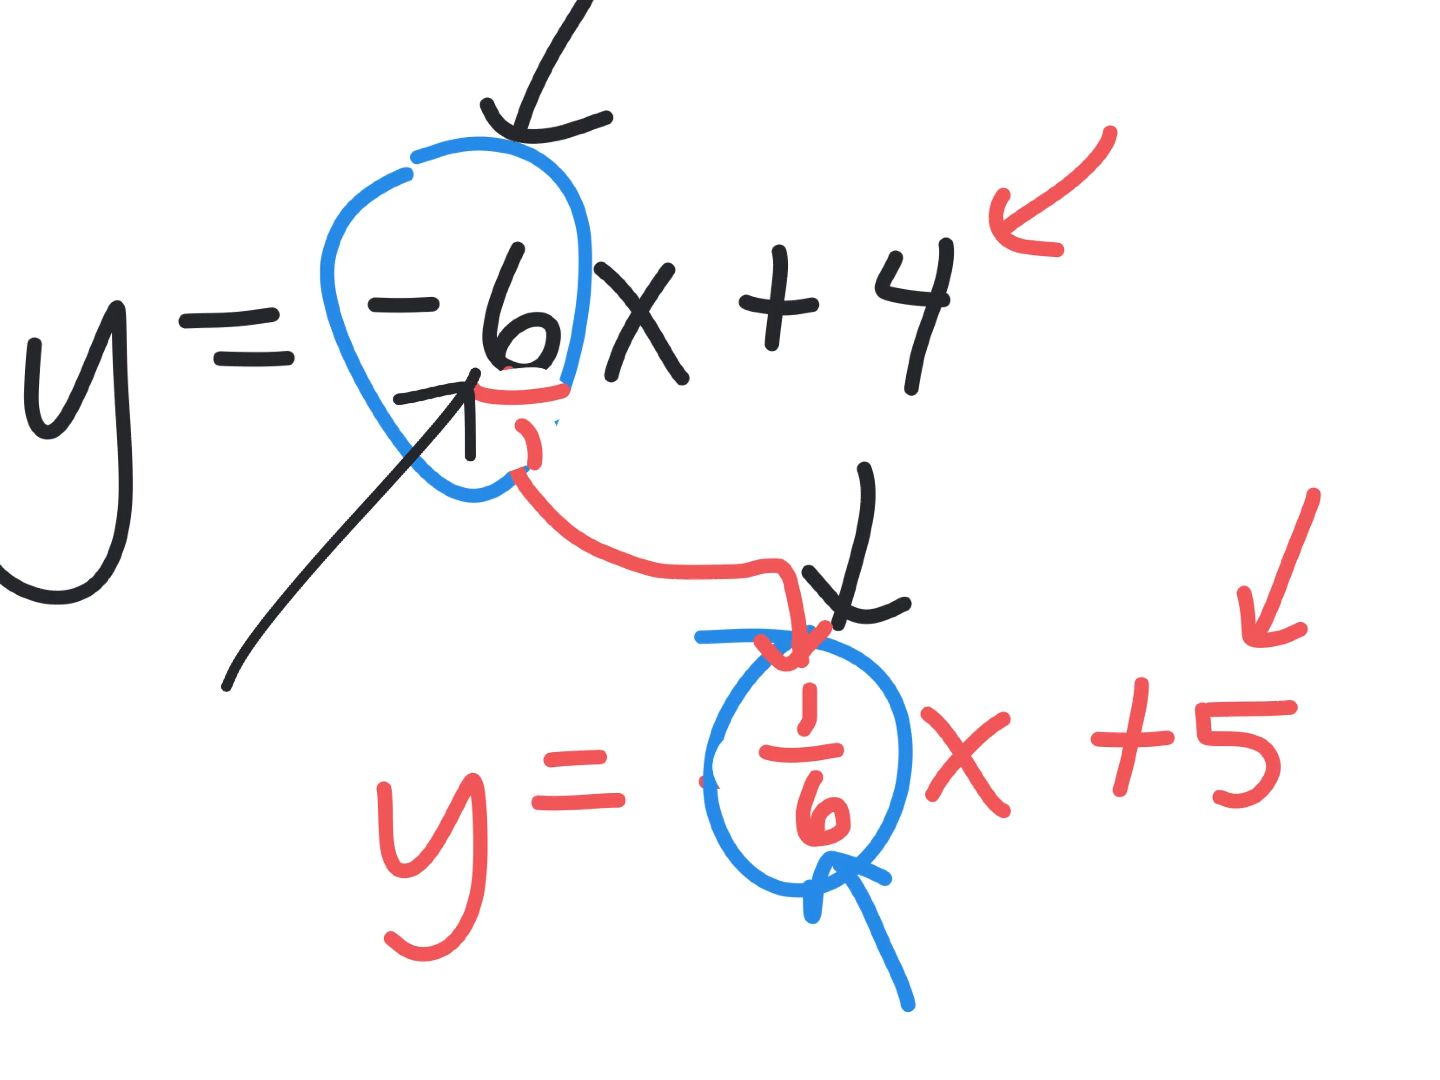 y = -6x + 4
y = 1/6 x + 5